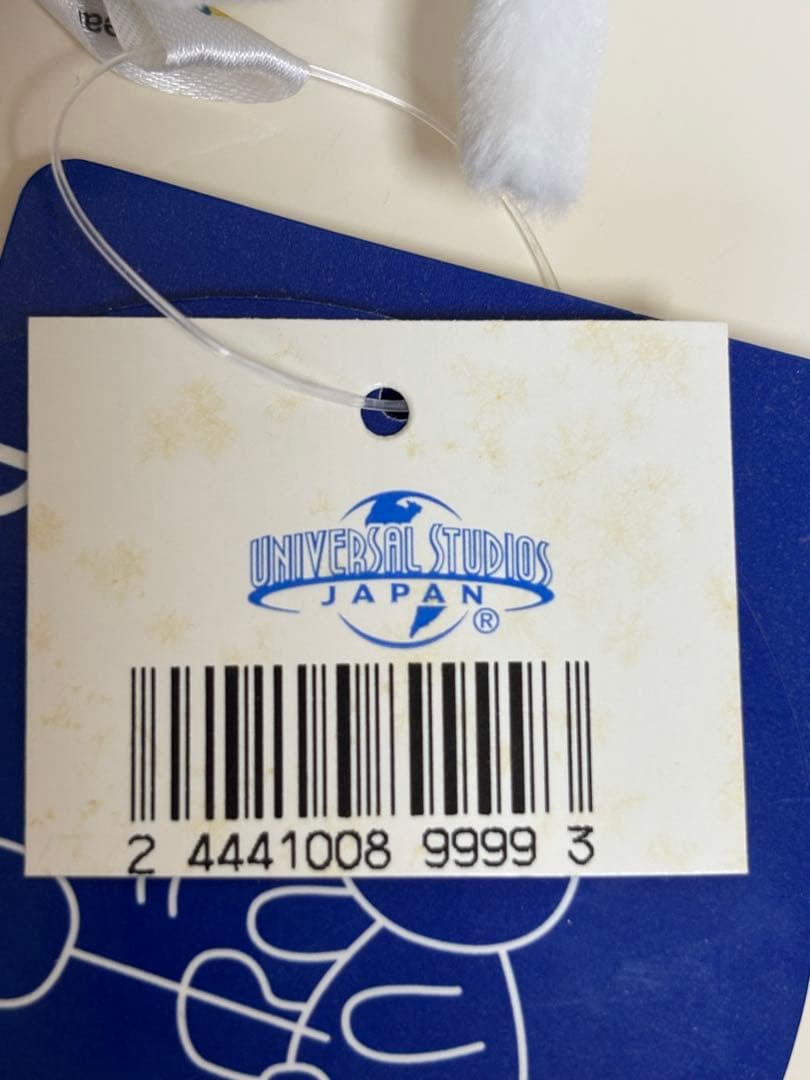 UNIVERSAL STUDIOS
JAPAN ®
2 4441008 9999 3